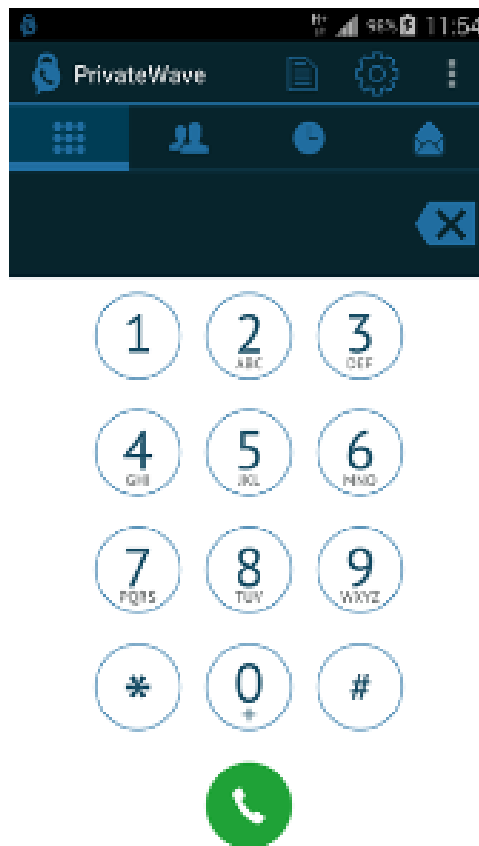 98% 11:54
PrivateWave
1 2 3
ABC DEF
4 5 6
GHI JKL MNO
7 8 9
PQRS TUV WXYZ
* 0 #
+